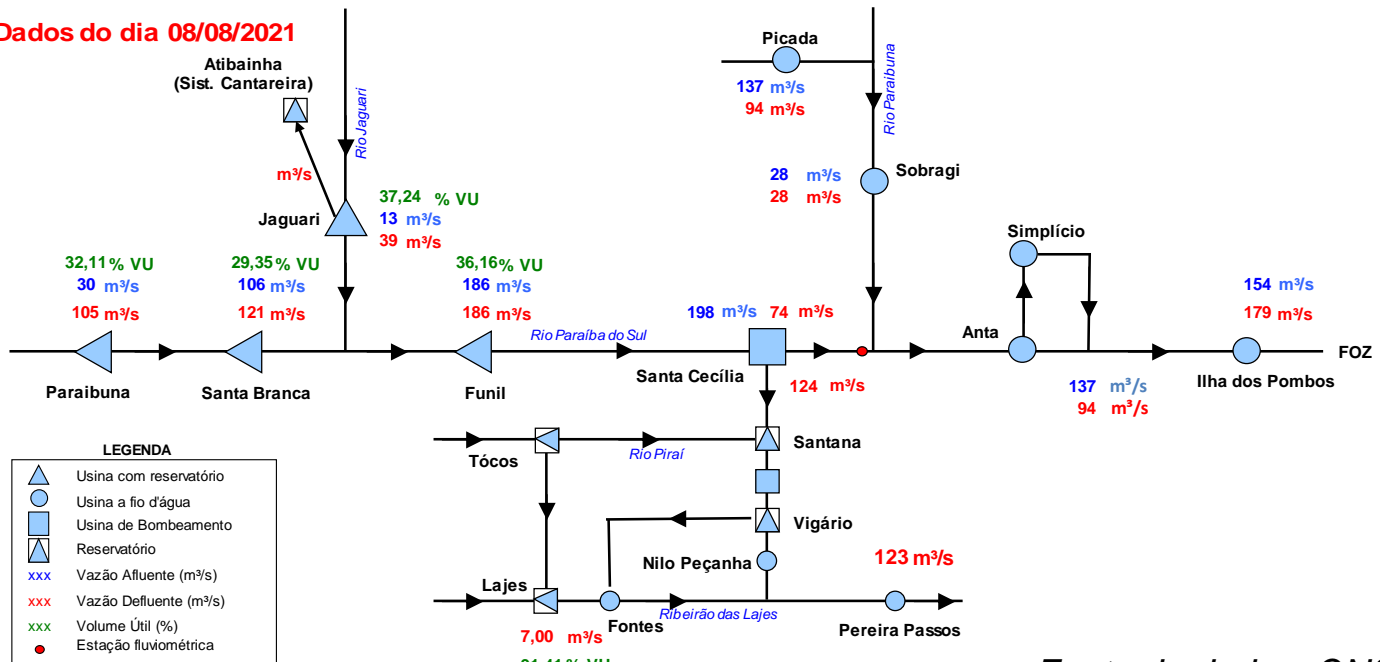 Dados do dia 08/08/2021
Atibainha
(Sist. Cantareira)
Rio Jaguari
m³/s
Jaguari
37,24 % VU
13 m³/s
39 m³/s
Picada
137 m³/s
94 m³/s
Rio Paraibuna
28 m³/s
28 m³/s
Sobragi
Simplício
32,11 % VU
30 m³/s
105 m³/s
Paraibuna
29,35 % VU
106 m³/s
121 m³/s
Santa Branca
36,16 % VU
186 m³/s
186 m³/s
Funil
Rio Paraíba do Sul
198 m³/s 74 m³/s
Santa Cecília
124 m³/s
Anta
137 m³/s
94 m³/s
154 m³/s
179 m³/s
Ilha dos Pombos
FOZ
Tócos
Rio Piraí
Santana
Vigário
Nilo Peçanha
123 m³/s
Lajes
7,00 m³/s
Fontes
Ribeirão das Lajes
Pereira Passos
LEGENDA
Usina com reservatório
Usina a fio d'água
Usina de Bombeamento
Reservatório
xxx Vazão Afluente (m³/s)
xxx Vazão Defluente (m³/s)
xxx Volume Útil (%)
Estação fluviométrica